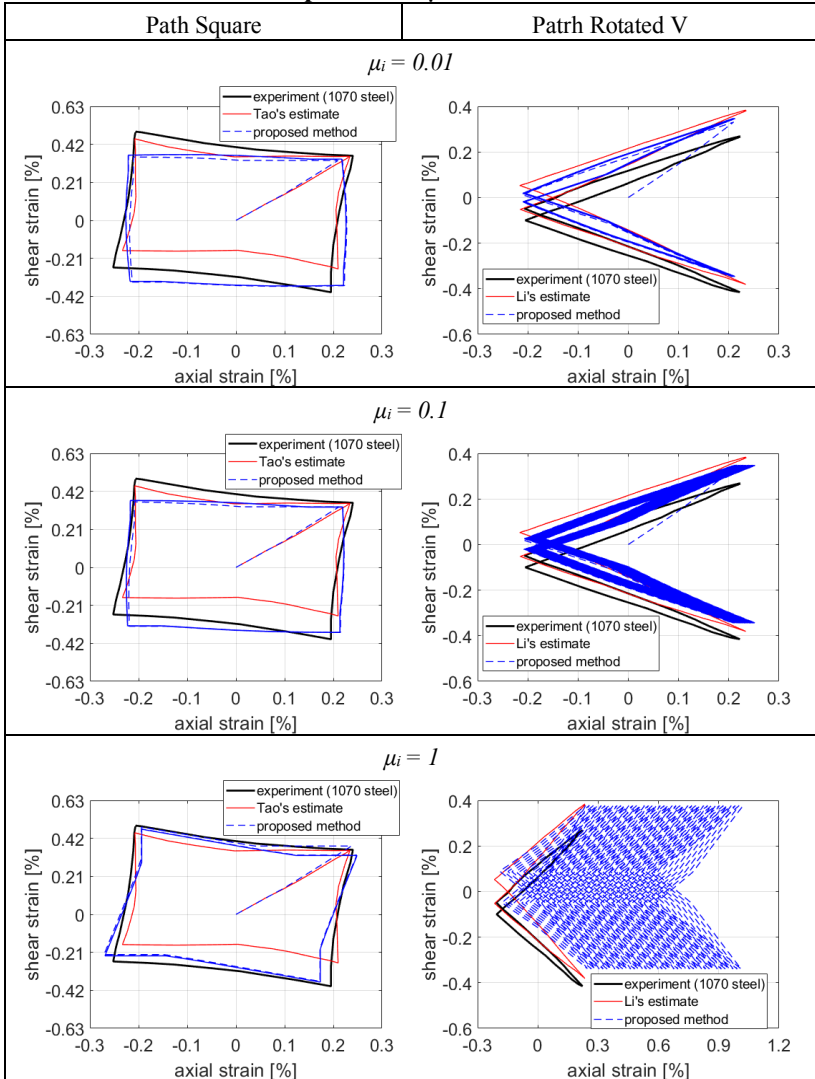 Path Square
Patrh Rotated V
μi = 0.01
experiment (1070 steel)
Tao's estimate
proposed method
0.63
0.42
0.21
0
-0.21
-0.42
-0.63
shear strain [%]
-0.3 -0.2 -0.1 0 0.1 0.2 0.3
axial strain [%]
0.4
0.2
0
-0.2
-0.4
-0.6
shear strain [%]
experiment (1070 steel)
Li's estimate
proposed method
-0.3 -0.2 -0.1 0 0.1 0.2 0.3
axial strain [%]
μi = 0.1
experiment (1070 steel)
Tao's estimate
proposed method
0.63
0.42
0.21
0
-0.21
-0.42
-0.63
shear strain [%]
-0.3 -0.2 -0.1 0 0.1 0.2 0.3
axial strain [%]
0.4
0.2
0
-0.2
-0.4
-0.6
shear strain [%]
experiment (1070 steel)
Li's estimate
proposed method
-0.3 -0.2 -0.1 0 0.1 0.2 0.3
axial strain [%]
μi = 1
experiment (1070 steel)
Tao's estimate
proposed method
0.63
0.42
0.21
0
-0.21
-0.42
-0.63
shear strain [%]
-0.3 -0.2 -0.1 0 0.1 0.2 0.3
axial strain [%]
0.4
0.2
0
-0.2
-0.4
-0.6
shear strain [%]
experiment (1070 steel)
Li's estimate
proposed method
-0.3 0 0.3 0.6 0.9 1.2
axial strain [%]